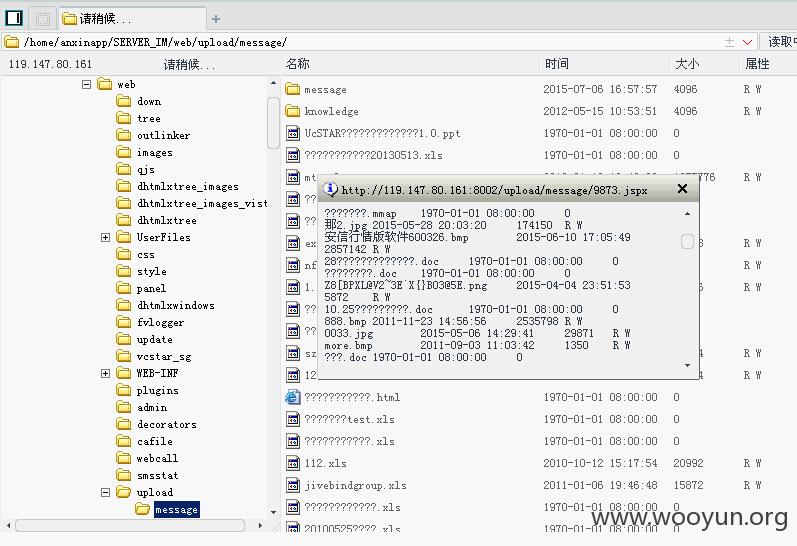 请稍候...
/home/anxinapp/SERVER_IM/web/upload/message/
读取中
119.147.80.161 请稍候...
名称 时间 大小 属性
web
down
tree
outlinker
images
qjs
dhtmlxtree_images
dhtmlxtree_images_vist
dhtmlxtree
UserFiles
css
style
panel
dhtmlxwindows
fvlogger
update
vcstar_sg
WEB-INF
plugins
admin
decorators
cafile
webcall
smsstat
upload
message
message 2015-07-06 16:57:57 4096 R W
knowledge 2012-05-15 10:53:51 4096 R W
UcSTAR?????????????1.0.ppt 1970-01-01 08:00:00 0
???????????20130513.xls 1970-01-01 08:00:00 0
http://119.147.80.161:8002/upload/message/9873.jspx
???????.mmap 1970-01-01 08:00:00 0
那2.jpg 2015-05-28 20:03:20 174150 R W
安信行情版软件600326.bmp 2015-06-10 17:05:49
2857142 R W
28?????????????.doc 1970-01-01 08:00:00 0
????????.doc 1970-01-01 08:00:00 0
Z8[BPXL@V2~3E`X{}BO3@5E.png 2015-04-04 23:51:53
5872 R W
10.25?????????.doc 1970-01-01 08:00:00 0
888.bmp 2011-11-23 14:56:56 2535798 R W
0033.jpg 2015-05-06 14:29:41 29871 R W
more.bmp 2011-09-03 11:03:42 1350 R W
???.doc 1970-01-01 08:00:00 0
???????????.html 1970-01-01 08:00:00 0
???????test.xls 1970-01-01 08:00:00 0
???????????.xls 1970-01-01 08:00:00 0
112.xls 2010-10-12 15:17:54 20992 R W
jivebindgroup.xls 2011-01-06 19:46:48 15872 R W
????????????.xls 1970-01-01 08:00:00 0
20100525????.xls 1970-01-01 08:00:00 0
www.wooyun.org